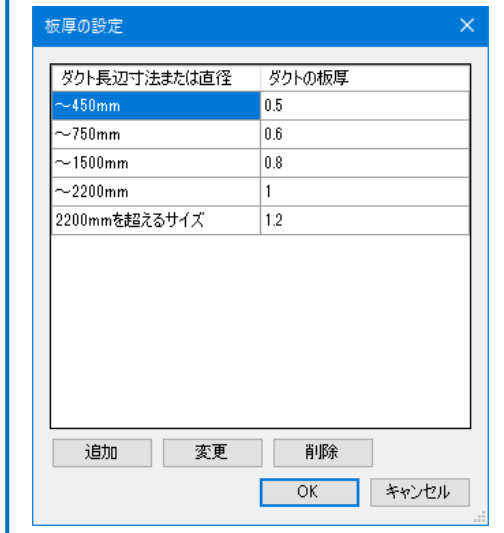 板厚の設定
ダクト長辺寸法または直径 ダクトの板厚
～450mm 0.5
～750mm 0.6
～1500mm 0.8
～2200mm 1
2200mmを超えるサイズ 1.2
追加 変更 削除
OK キャンセル